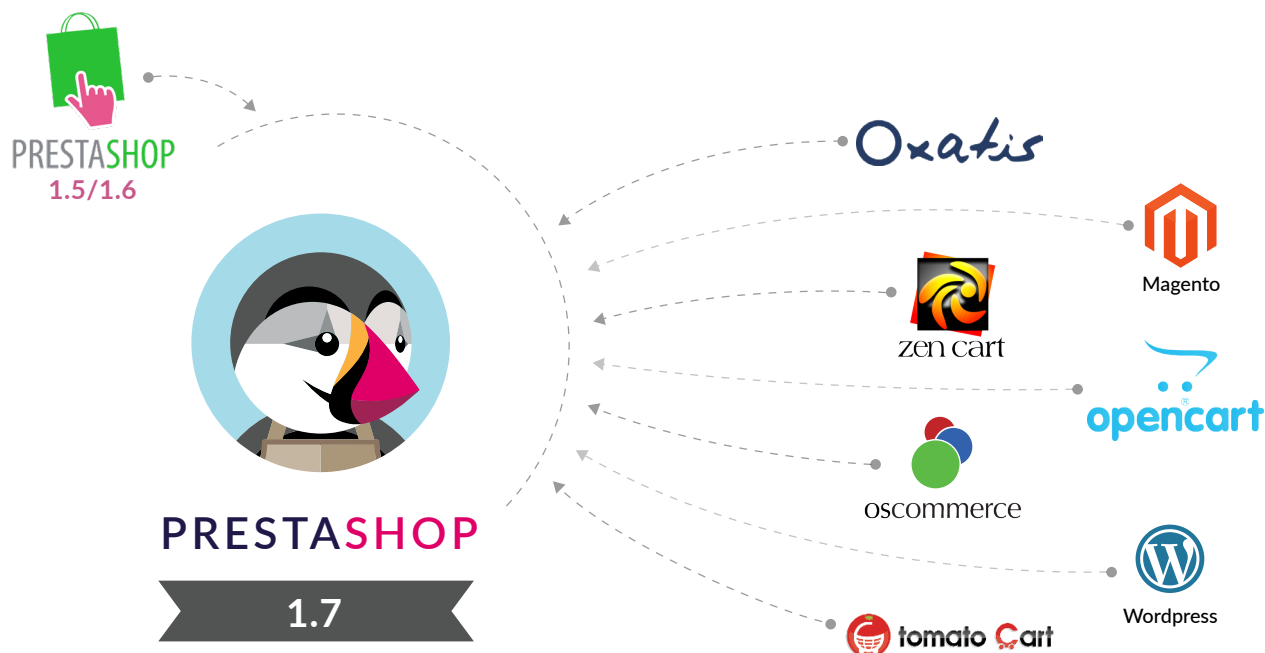 PRESTASHOP
1.5/1.6
Oxatis
Magento
zen cart
opencart
®
oscommerce
PRESTASHOP
1.7
Wordpress
tomato Cart